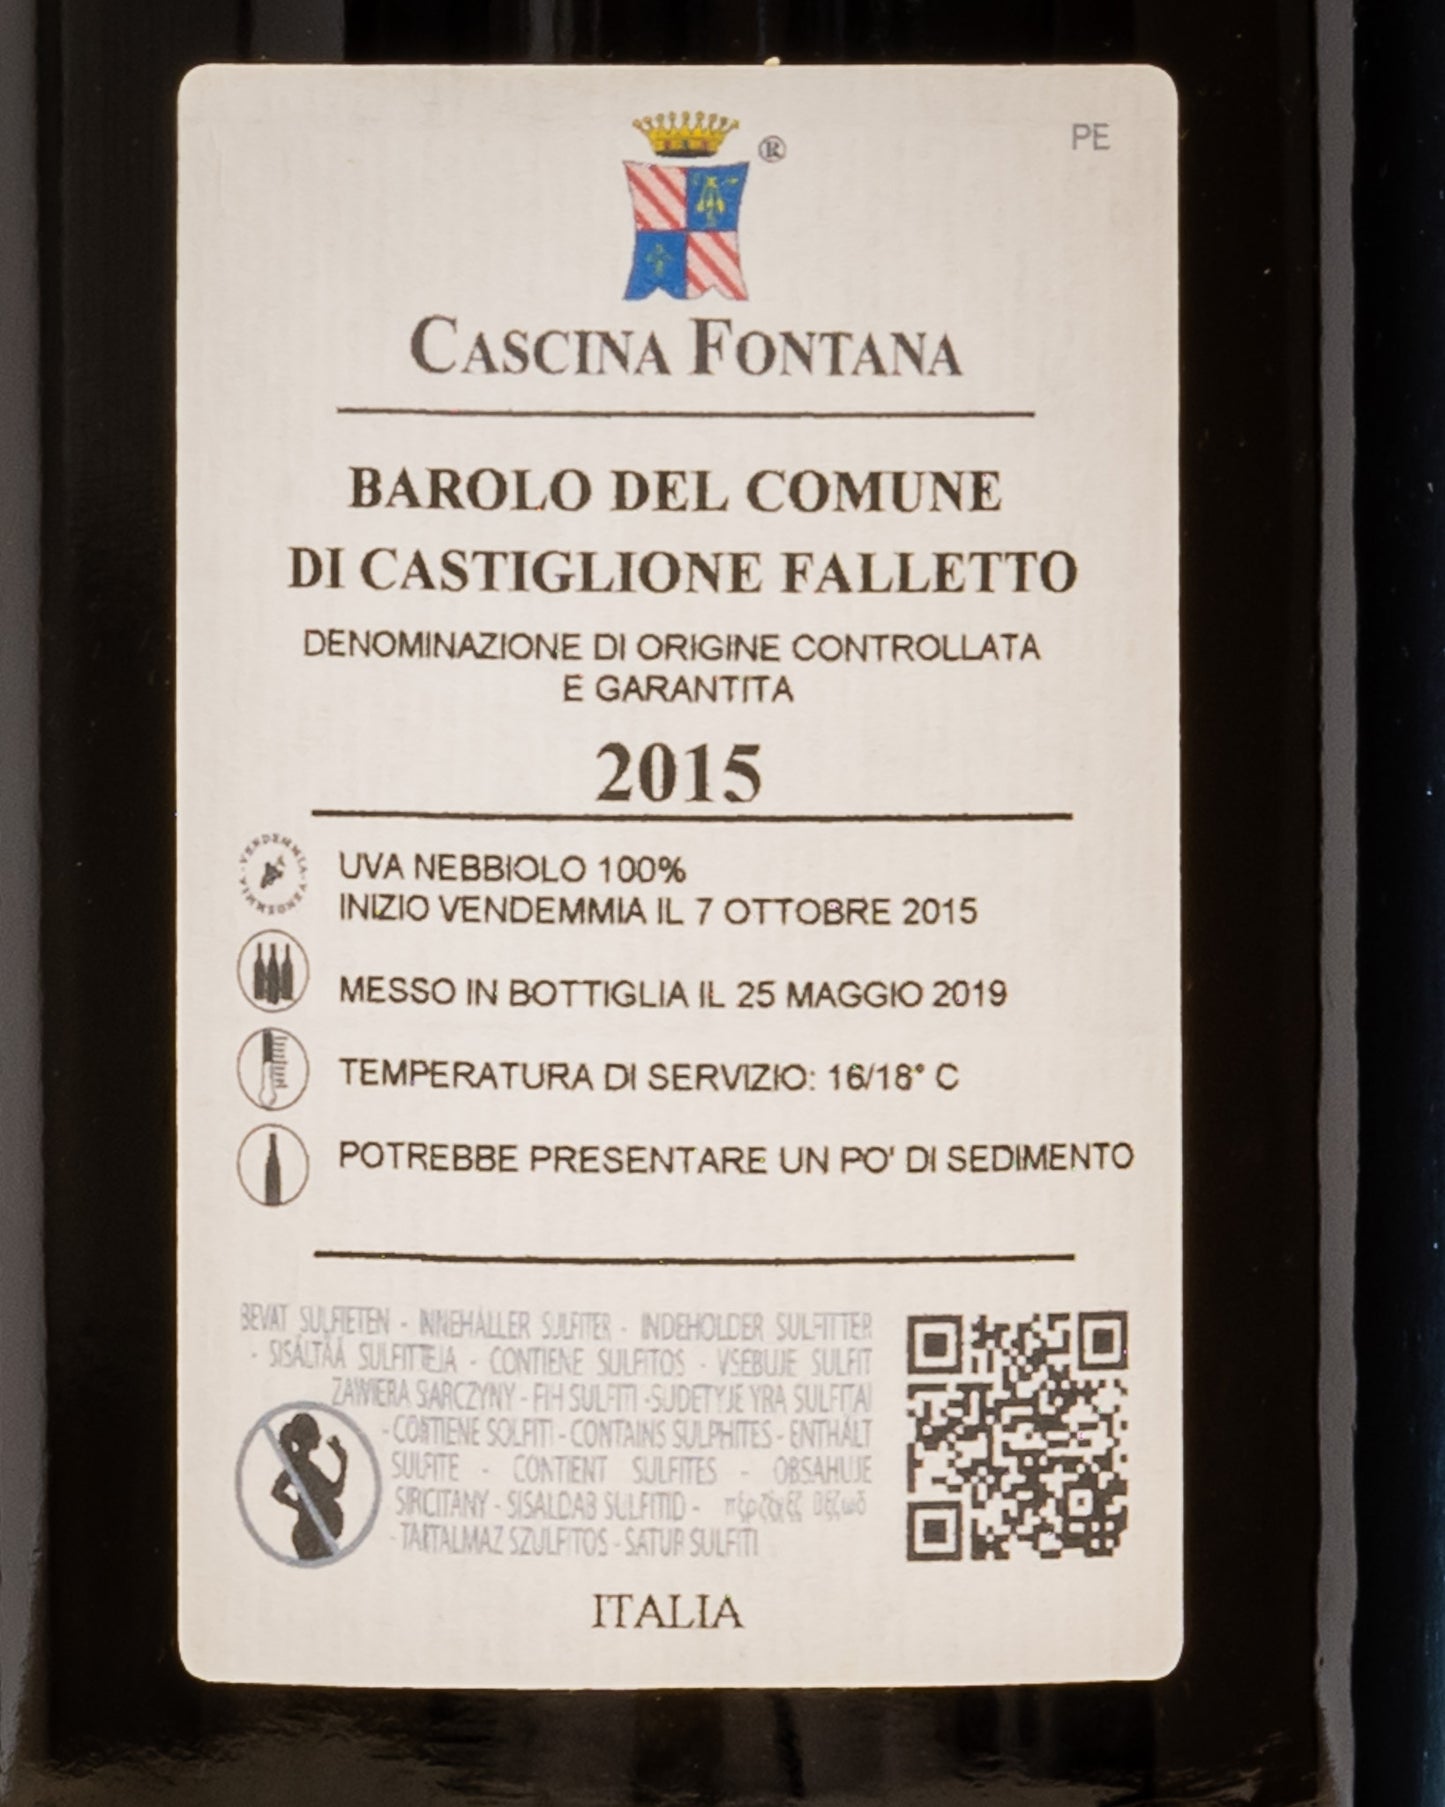 PE
®
CASCINA FONTANA
BAROLO DEL COMUNE
DI CASTIGLIONE FALLETTO
DENOMINAZIONE DI ORIGINE CONTROLLATA
E GARANTITA
2015
VENDEMMIA · VENDEMMIA ·
UVA NEBBIOLO 100%
INIZIO VENDEMMIA IL 7 OTTOBRE 2015
MESSO IN BOTTIGLIA IL 25 MAGGIO 2019
TEMPERATURA DI SERVIZIO: 16/18° C
POTREBBE PRESENTARE UN PO' DI SEDIMENTO
BEVAT SULFIETEN - INNEHÅLLER SULFITER - INDEHOLDER SULFITTER
- SISÄLTÄÄ SULFITTEJA - CONTIENE SULFITOS - VSEBUJE SULFIT
ZAWIERA SIARCZYNY - FIH SULFITI - SUDETYJE YRA SULFITAI
- CONTIENE SOLFITI - CONTAINS SULPHITES - ENTHÄLT
SULFITE - CONTIENT SULFITES - OBSAHUJE
SIRCITANY - SISALDAB SULFITID -
- TARTALMAZ SZULFITOS - SATUR SULFITI
ITALIA